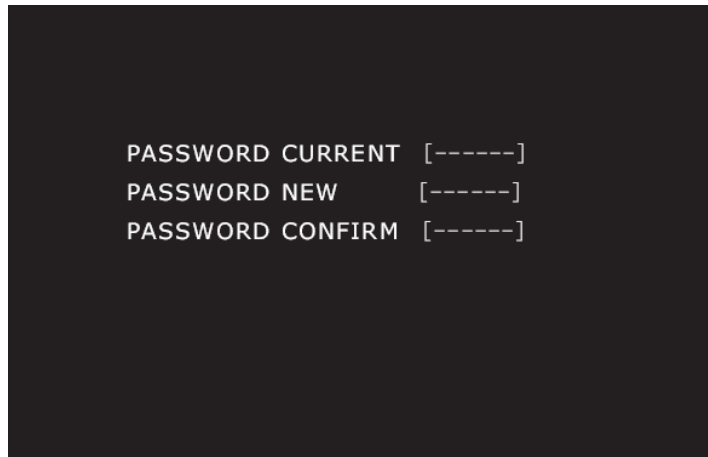 PASSWORD CURRENT [------]
PASSWORD NEW [------]
PASSWORD CONFIRM [------]